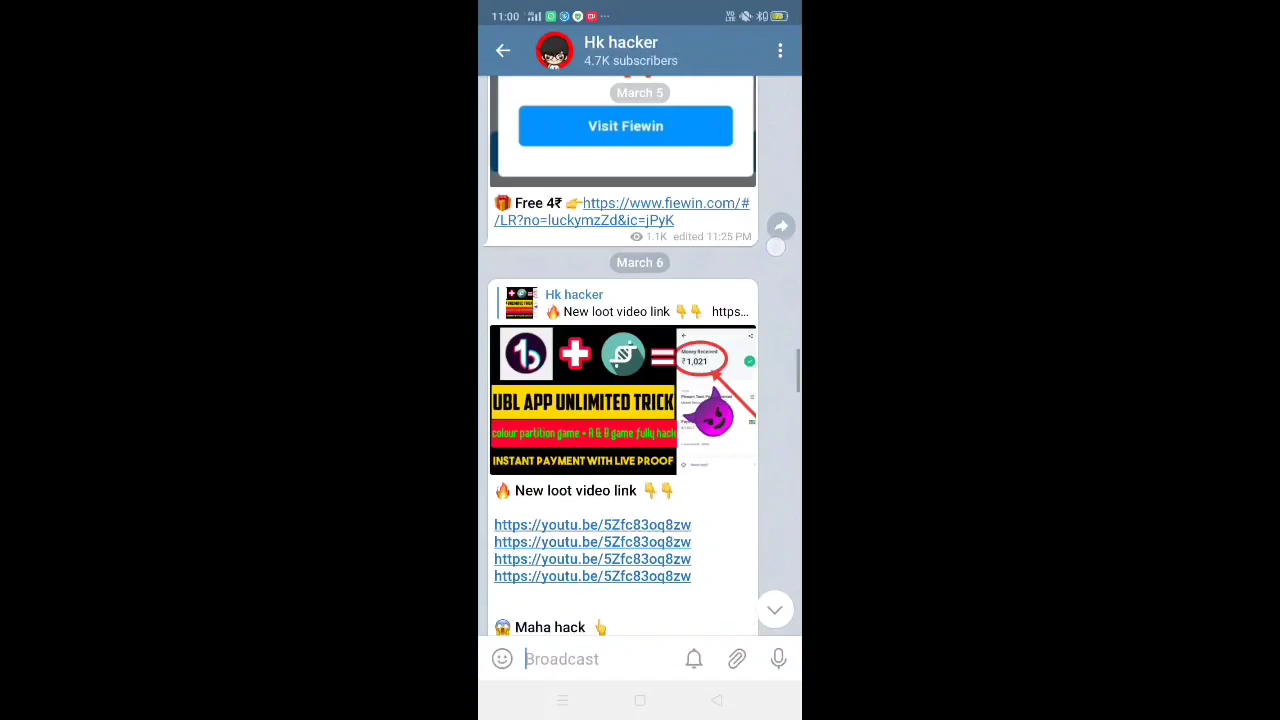 11:00
Hk hacker
4.7K subscribers
March 5
Visit Fiewin
🎁 Free 4₹ 👉https://www.fiewin.com/#
/LR?no=luckymzZd&ic=jPyK
1.1K edited 11:25 PM
March 6
Hk hacker
🔥 New loot video link 👇👇 https...
Money Received
₹1,021
UBL APP UNLIMITED TRICK
colour partition game + A & B game fully hack
INSTANT PAYMENT WITH LIVE PROOF
🔥 New loot video link 👇👇
https://youtu.be/5Zfc83oq8zw
https://youtu.be/5Zfc83oq8zw
https://youtu.be/5Zfc83oq8zw
https://youtu.be/5Zfc83oq8zw
😱 Maha hack 👆
Broadcast